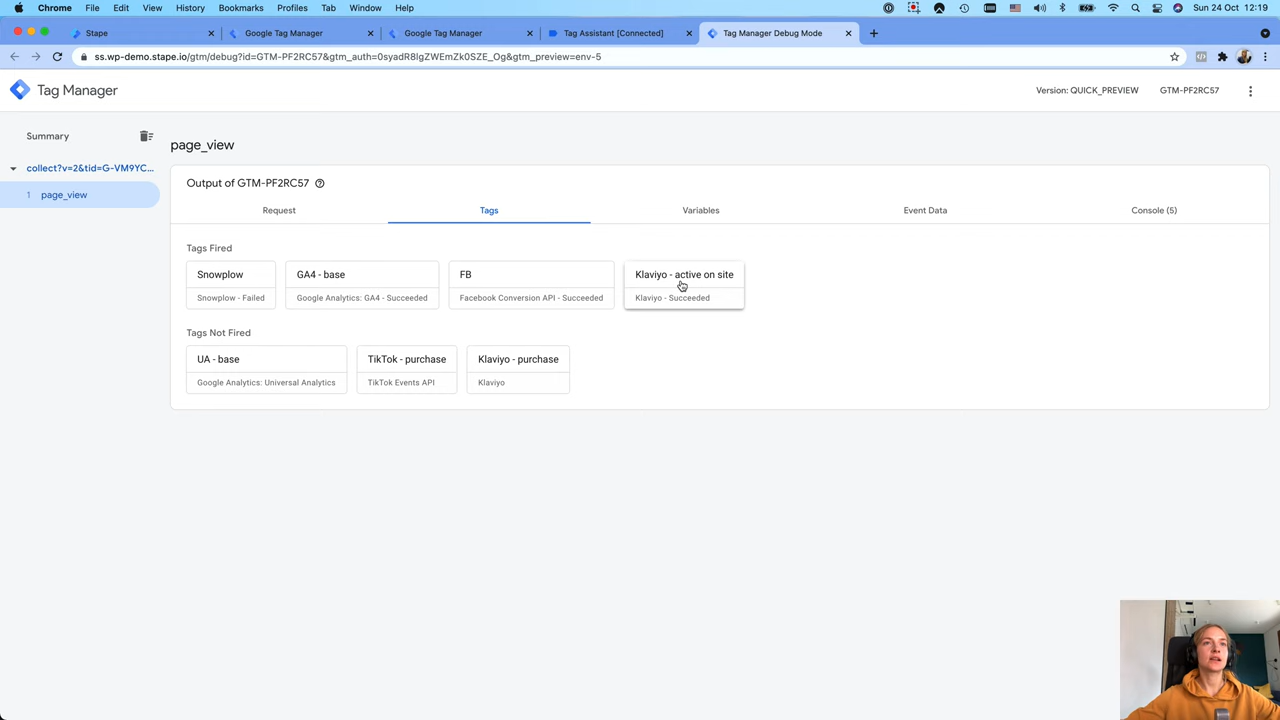 Chrome File Edit View History Bookmarks Profiles Tab Window Help Sun 24 Oct 12:19
Stape Google Tag Manager Google Tag Manager Tag Assistant [Connected] Tag Manager Debug Mode
ss.wp-demo.stape.io/gtm/debug?id=GTM-PF2RC57&gtm_auth=0syadR8lgZWEmZk0SZE_Og&gtm_preview=env-5
Tag Manager Version: QUICK_PREVIEW GTM-PF2RC57
Summary
collect?v=2&tid=G-VM9YC...
1 page_view
page_view
Output of GTM-PF2RC57
Request Tags Variables Event Data Console (5)
Tags Fired
Snowplow GA4 - base FB Klaviyo - active on site
Snowplow - Failed Google Analytics: GA4 - Succeeded Facebook Conversion API - Succeeded Klaviyo - Succeeded
Tags Not Fired
UA - base TikTok - purchase Klaviyo - purchase
Google Analytics: Universal Analytics TikTok Events API Klaviyo